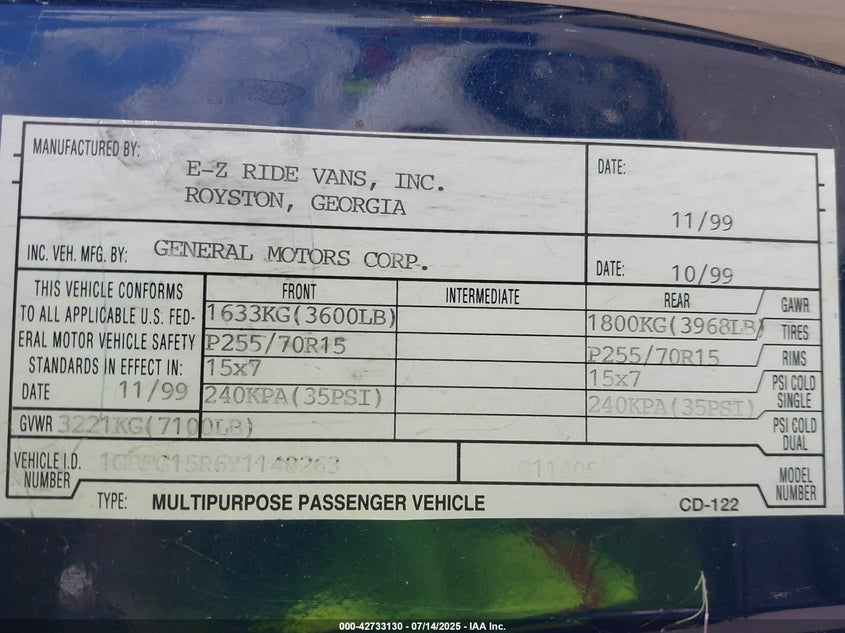 MANUFACTURED BY:
E-Z RIDE VANS, INC.
ROYSTON, GEORGIA
DATE:
11/99
INC. VEH. MFG. BY: GENERAL MOTORS CORP.
DATE: 10/99
THIS VEHICLE CONFORMS
TO ALL APPLICABLE U.S. FED-
ERAL MOTOR VEHICLE SAFETY
STANDARDS IN EFFECT IN:
DATE 11/99
FRONT INTERMEDIATE REAR
1633KG(3600LB) 1800KG(3968LB) GAWR
P255/70R15 P255/70R15 TIRES
15x7 15x7 RIMS
240KPA(35PSI) 240KPA(35PSI) PSI COLD
SINGLE
PSI COLD
DUAL
GVWR 3221KG(7100LB)
VEHICLE I.D.
NUMBER
G11405
MODEL
NUMBER
TYPE: MULTIPURPOSE PASSENGER VEHICLE CD-122
000-42733130 - 07/14/2025 - IAA Inc.